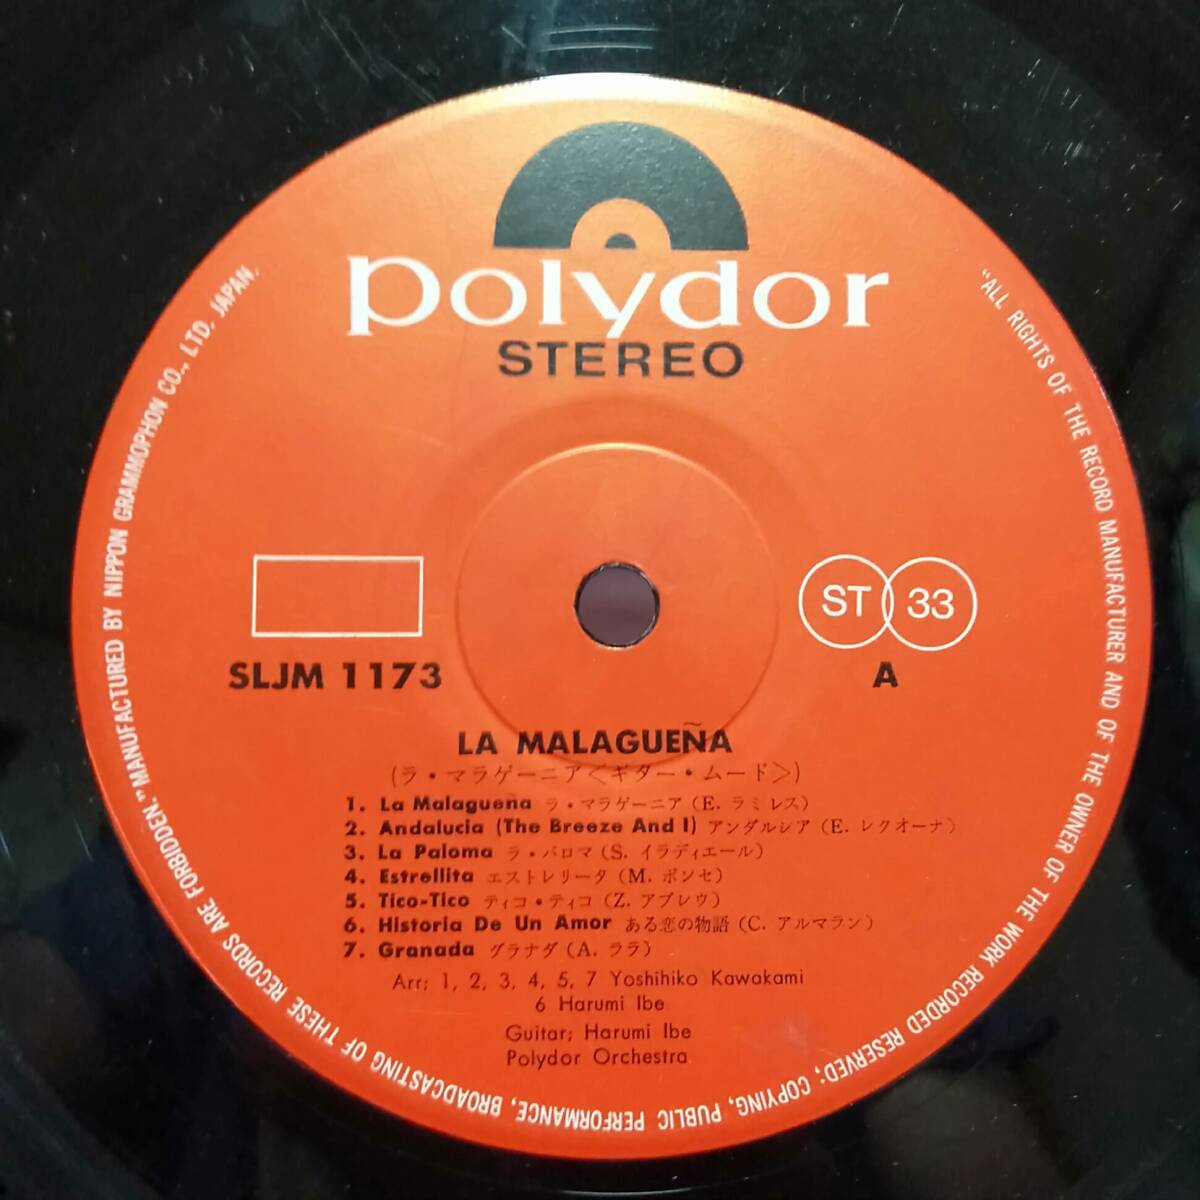 polydor
STEREO
ST 33
SLJM 1173
A
LA MALAGUEÑA
(ラ・マラゲーニア<ギター・ムード>)
1. La Malagueña ラ・マラゲーニア (E. ラミレス)
2. Andalucia (The Breeze And I) アンダルシア (E. レクオーナ)
3. La Paloma ラ・パロマ (S. イラディエール)
4. Estrellita エストレリータ (M. ポンセ)
5. Tico-Tico ティコ・ティコ (Z. アブレウ)
6. Historia De Un Amor ある恋の物語 (C. アルマラン)
7. Granada グラナダ (A. ララ)
Arr; 1, 2, 3, 4, 5, 7 Yoshihiko Kawakami
6 Harumi Ibe
Guitar; Harumi Ibe
Polydor Orchestra
"ALL RIGHTS OF THE RECORD MANUFACTURER AND OF THE OWNER OF THE WORK RECORDED RESERVED; COPYING, PUBLIC PERFORMANCE, BROADCASTING OF THESE RECORDS ARE FORBIDDEN." MANUFACTURED BY NIPPON GRAMMOPHON CO., LTD. JAPAN.